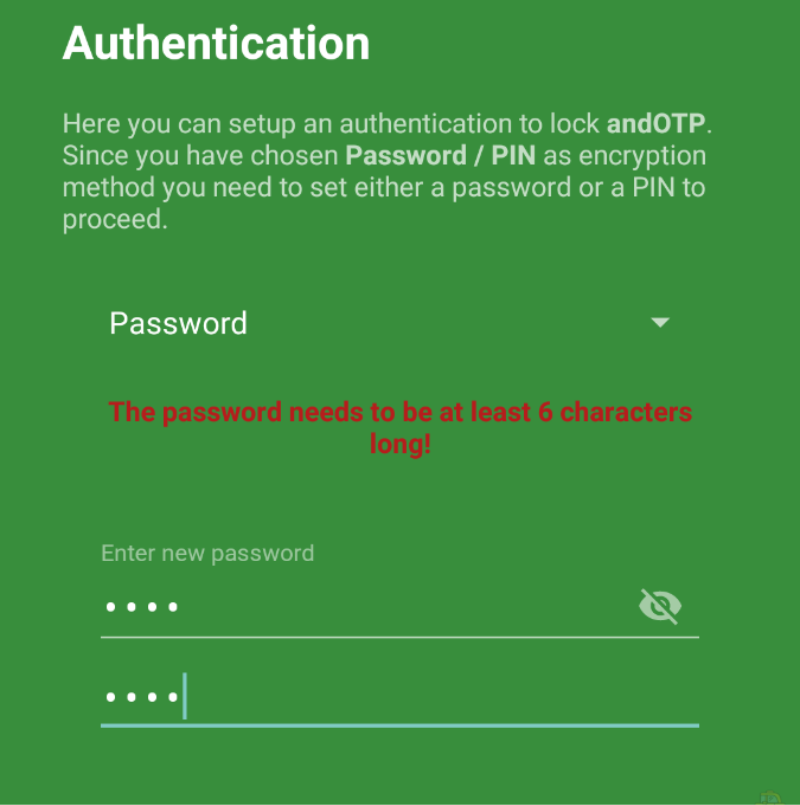 Authentication
Here you can setup an authentication to lock andOTP.
Since you have chosen Password / PIN as encryption
method you need to set either a password or a PIN to
proceed.
Password
The password needs to be at least 6 characters
long!
Enter new password
••••
••••